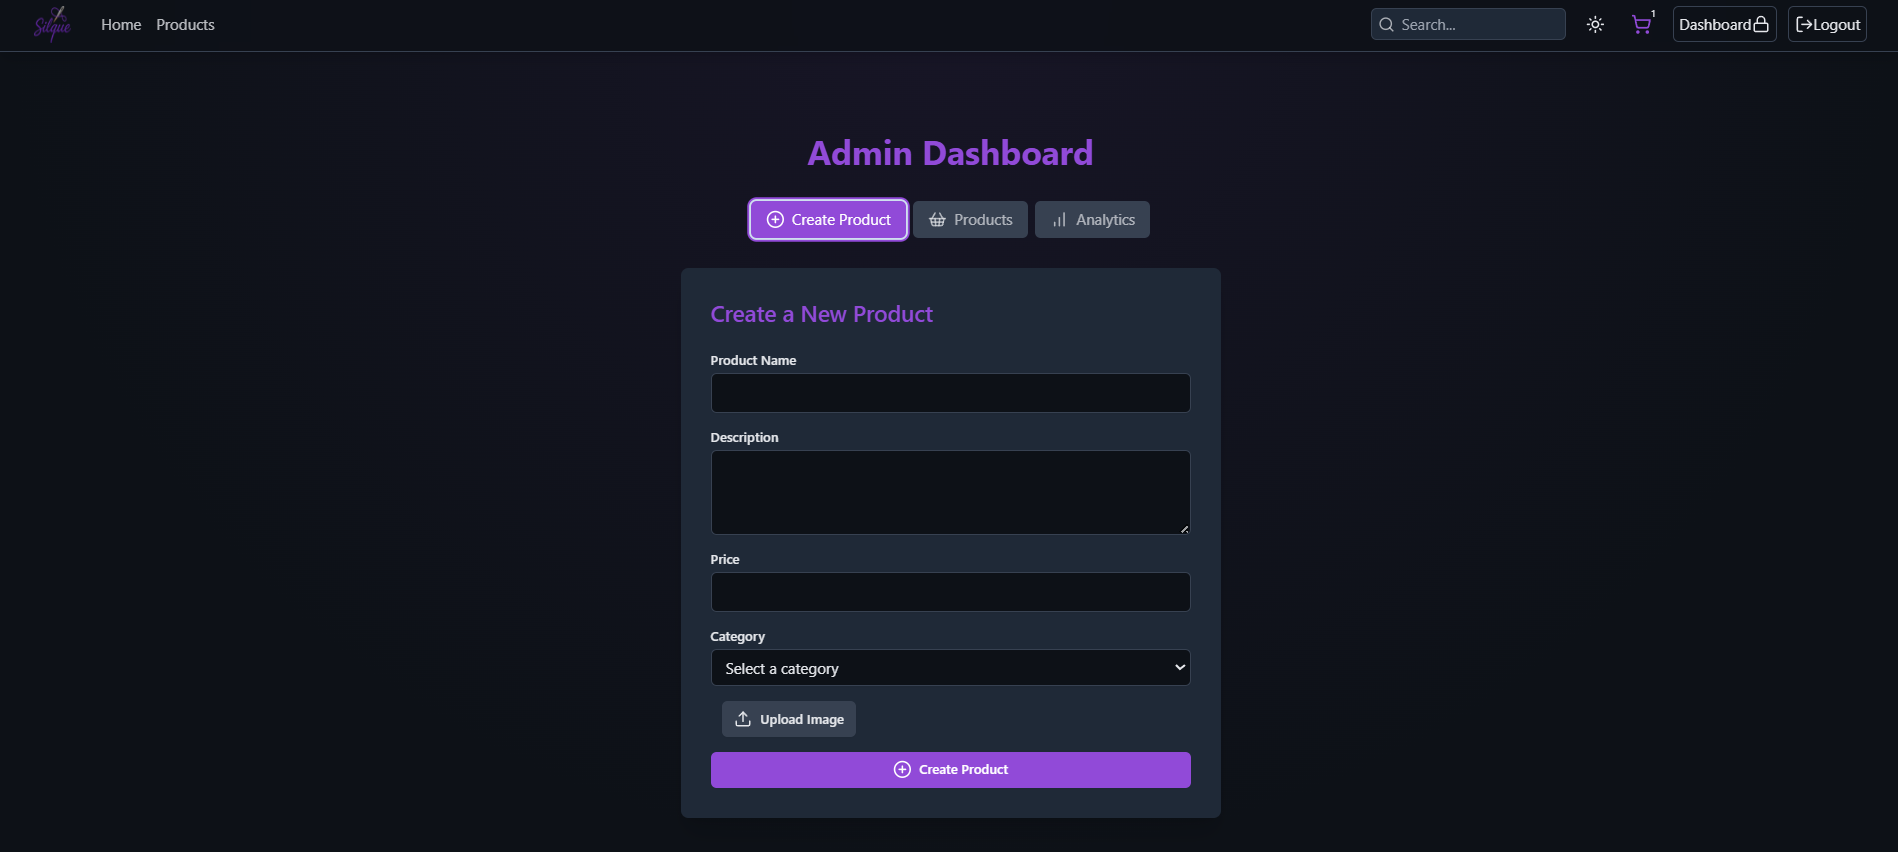 Silque Home Products Search... 1 Dashboard Logout
Admin Dashboard
Create Product Products Analytics
Create a New Product
Product Name
Description
Price
Category
Select a category
Upload Image
Create Product